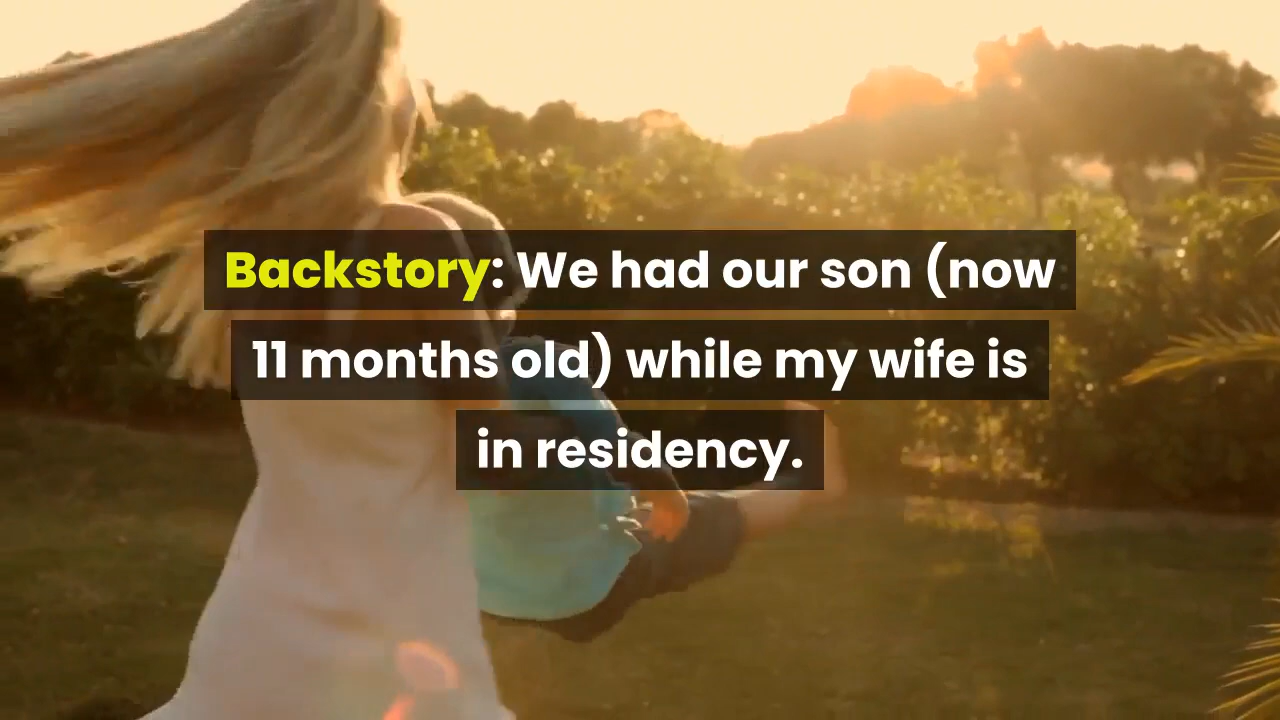 Backstory: We had our son (now
11 months old) while my wife is
in residency.